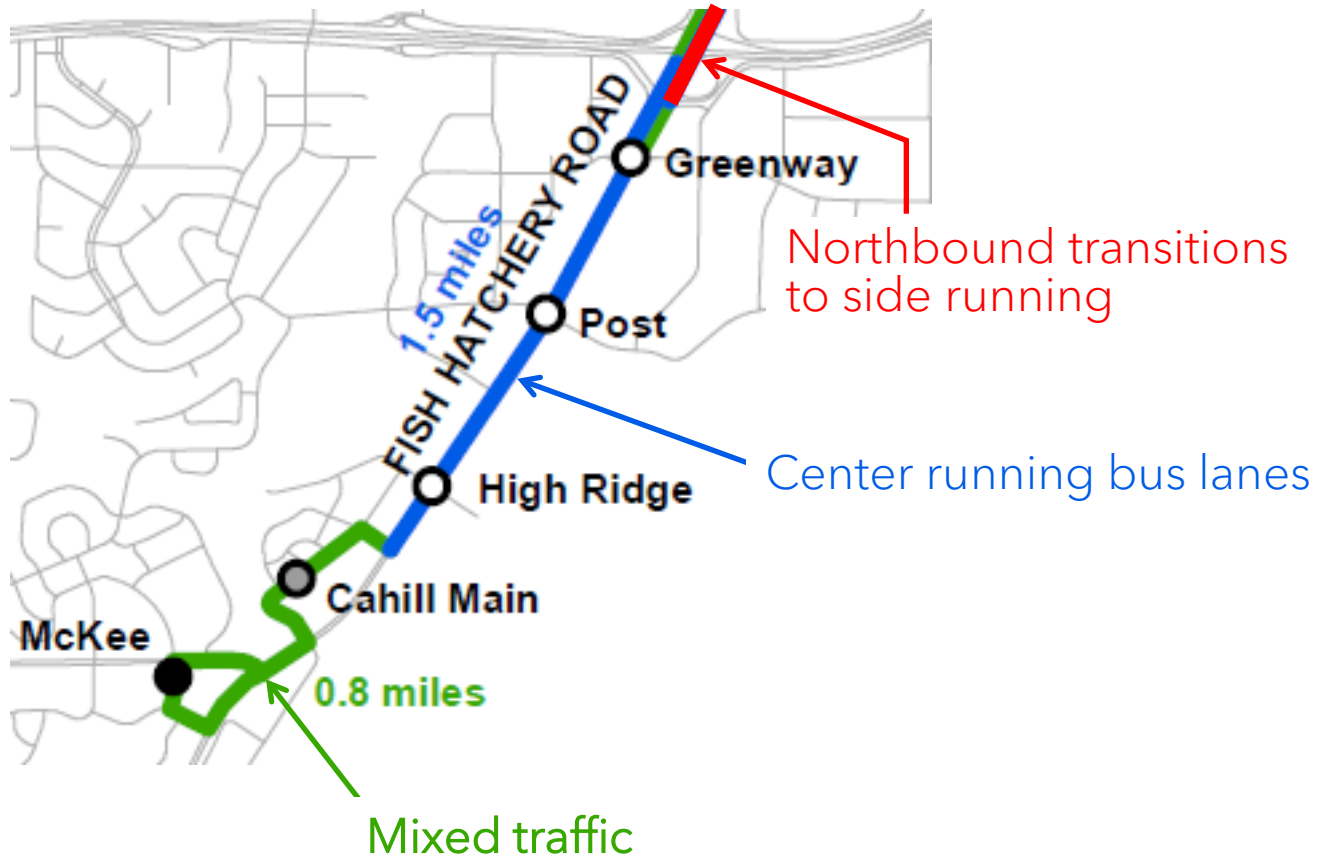 FISH HATCHERY ROAD
1.5 miles
Greenway
Northbound transitions
to side running
Post
Center running bus lanes
High Ridge
Cahill Main
McKee
0.8 miles
Mixed traffic